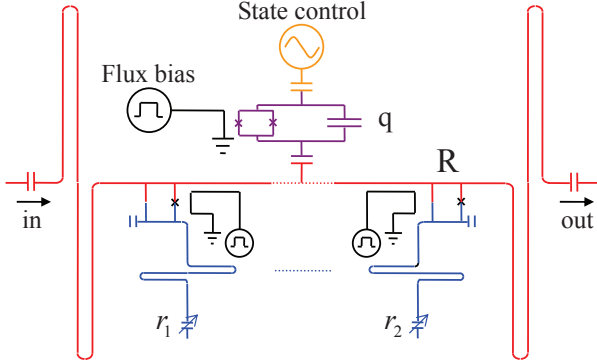 State control
Flux bias
q
R
in
out
r1
r2